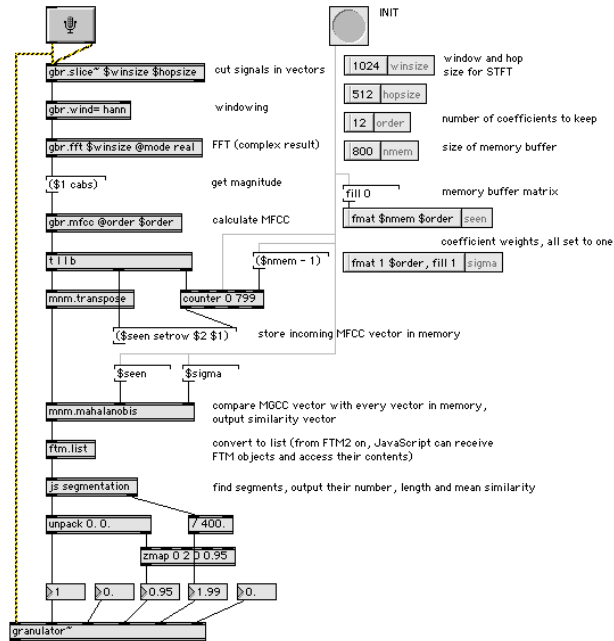 INIT
gbr.slice~ $winsize $hopsize
cut signals in vectors
1024 winsize
window and hop
size for STFT
512 hopsize
gbr.wind= hann
windowing
12 order
number of coefficients to keep
gbr.fft $winsize @mode real
FFT (complex result)
800 nmem
size of memory buffer
($1 cabs)
get magnitude
fill 0
memory buffer matrix
gbr.mfcc @order $order
calculate MFCC
fmat $nmem $order seen
coefficient weights, all set to one
t l l b
($nmem - 1)
fmat 1 $order, fill 1 sigma
mnm.transpose
counter 0 799
($seen setrow $2 $1)
store incoming MFCC vector in memory
$seen
$sigma
mnm.mahalanobis
compare MGCC vector with every vector in memory,
output similarity vector
ftm.list
convert to list (from FTM2 on, JavaScript can receive
FTM objects and access their contents)
js segmentation
find segments, output their number, length and mean similarity
unpack 0. 0.
/ 400.
zmap 0 2 0 0.95
1
0.
0.95
1.99
0.
granulator~